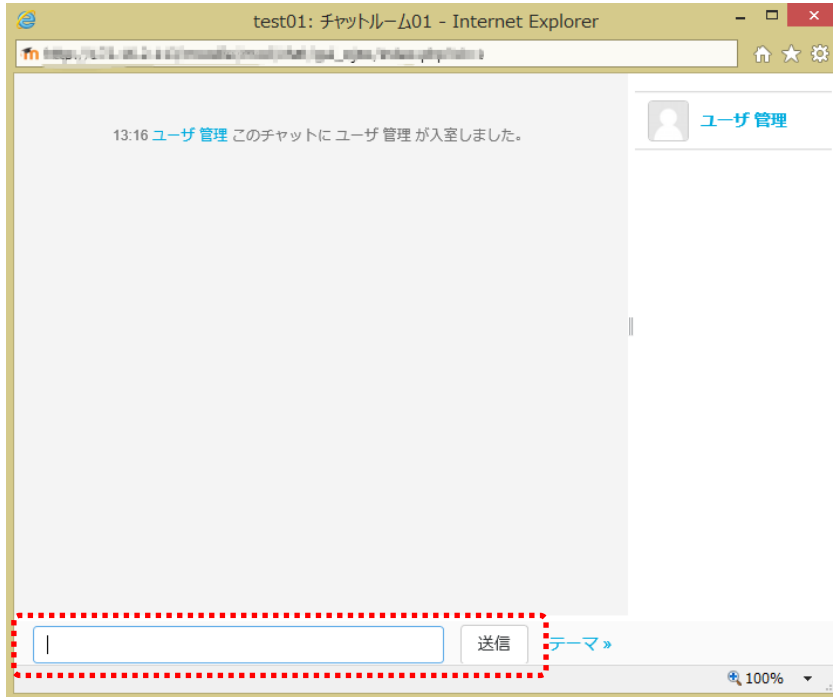 test01: チャットルーム01 - Internet Explorer
13:16 ユーザ 管理 このチャットに ユーザ 管理 が入室しました。
ユーザ 管理
送信
テーマ »
100%